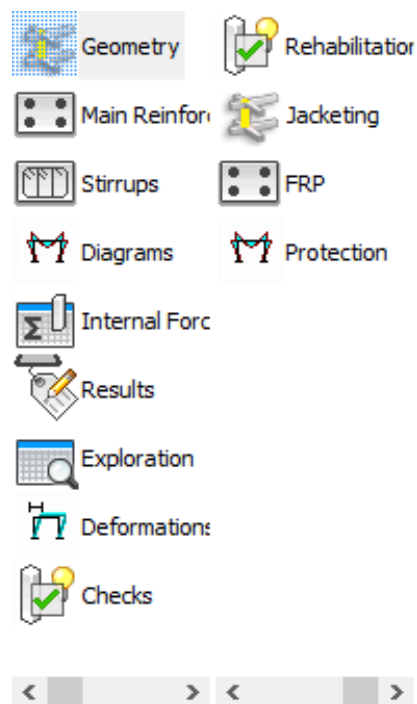 Geometry
Main Reinfor
Stirrups
Diagrams
Internal Forc
Results
Exploration
Deformations
Checks
Rehabilitation
Jacketing
FRP
Protection